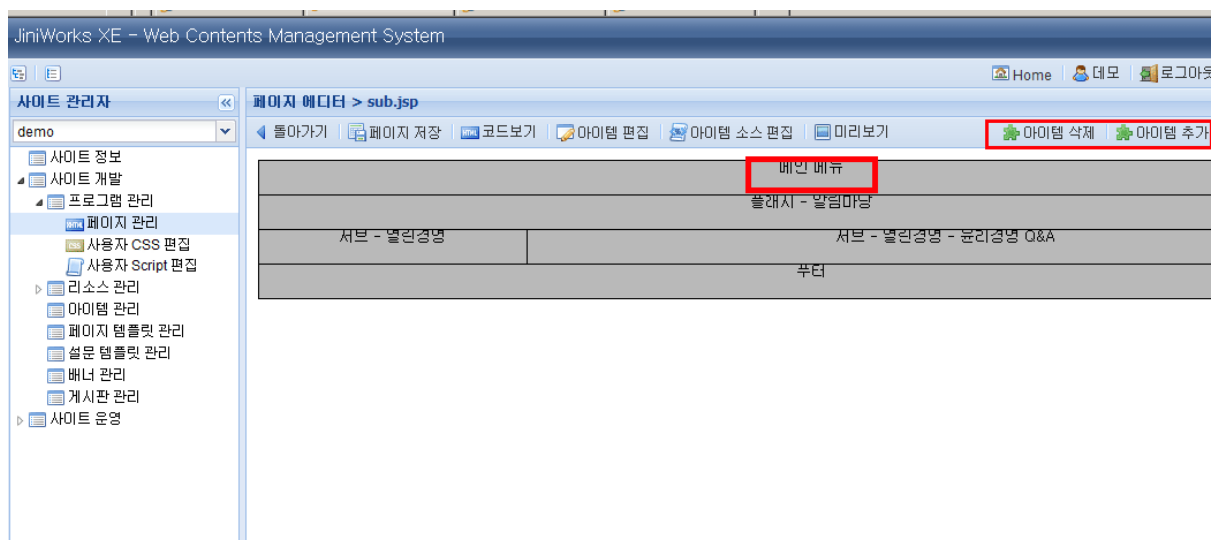 JiniWorks XE - Web Contents Management System
Home 데모 로그아웃
사이트 관리자
페이지 에디터 > sub.jsp
demo
돌아가기 페이지 저장 코드보기 아이템 편집 아이템 소스 편집 미리보기 아이템 삭제 아이템 추가
사이트 정보
사이트 개발
프로그램 관리
페이지 관리
사용자 CSS 편집
사용자 Script 편집
리소스 관리
아이템 관리
페이지 템플릿 관리
설문 템플릿 관리
배너 관리
게시판 관리
사이트 운영
메인 메뉴
플래시 - 알림마당
서브 - 열린경영
서브 - 열린경영 - 윤리경영 Q&A
푸터